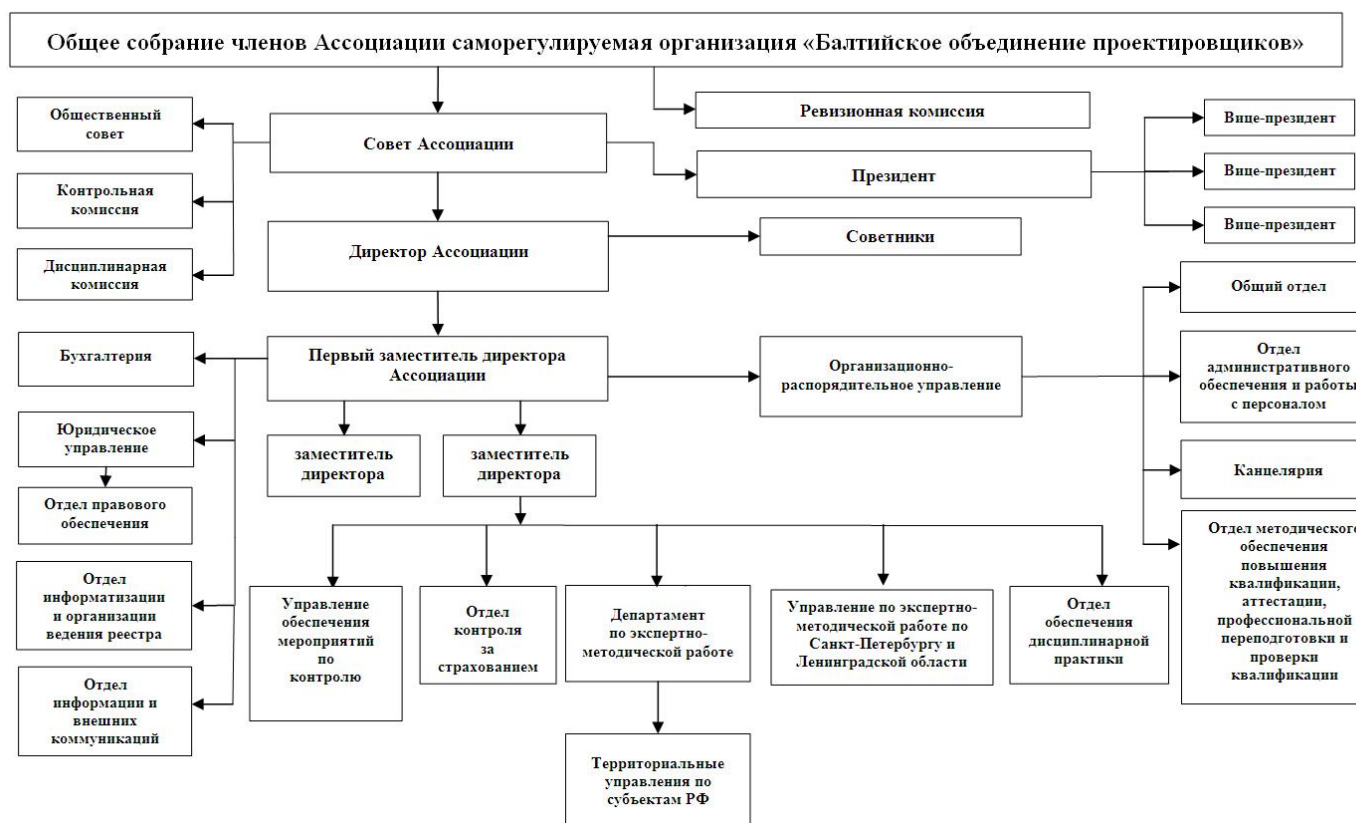 Общее собрание членов Ассоциации саморегулируемая организация «Балтийское объединение проектировщиков»
Общественный
совет
Совет Ассоциации
Ревизионная комиссия
Президент
Вице-президент
Вице-президент
Вице-президент
Контрольная
комиссия
Дисциплинарная
комиссия
Директор Ассоциации
Советники
Общий отдел
Бухгалтерия
Первый заместитель директора
Ассоциации
Организационно-
распорядительное управление
Отдел
административного
обеспечения и работы
с персоналом
Юридическое
управление
заместитель
директора
заместитель
директора
Канцелярия
Отдел правового
обеспечения
Отдел методического
обеспечения
повышения
квалификации,
аттестации,
профессиональной
переподготовки и
проверки
квалификации
Отдел
информатизации
и организации
ведения реестра
Управление
обеспечения
мероприятий
по
контролю
Отдел
контроля
за
страхованием
Департамент
по экспертно-
методической работе
Управление по экспертно-
методической работе по
Санкт-Петербургу и
Ленинградской области
Отдел
обеспечения
дисциплинарной
практики
Отдел
информации и
внешних
коммуникаций
Территориальные
управления по
субъектам РФ